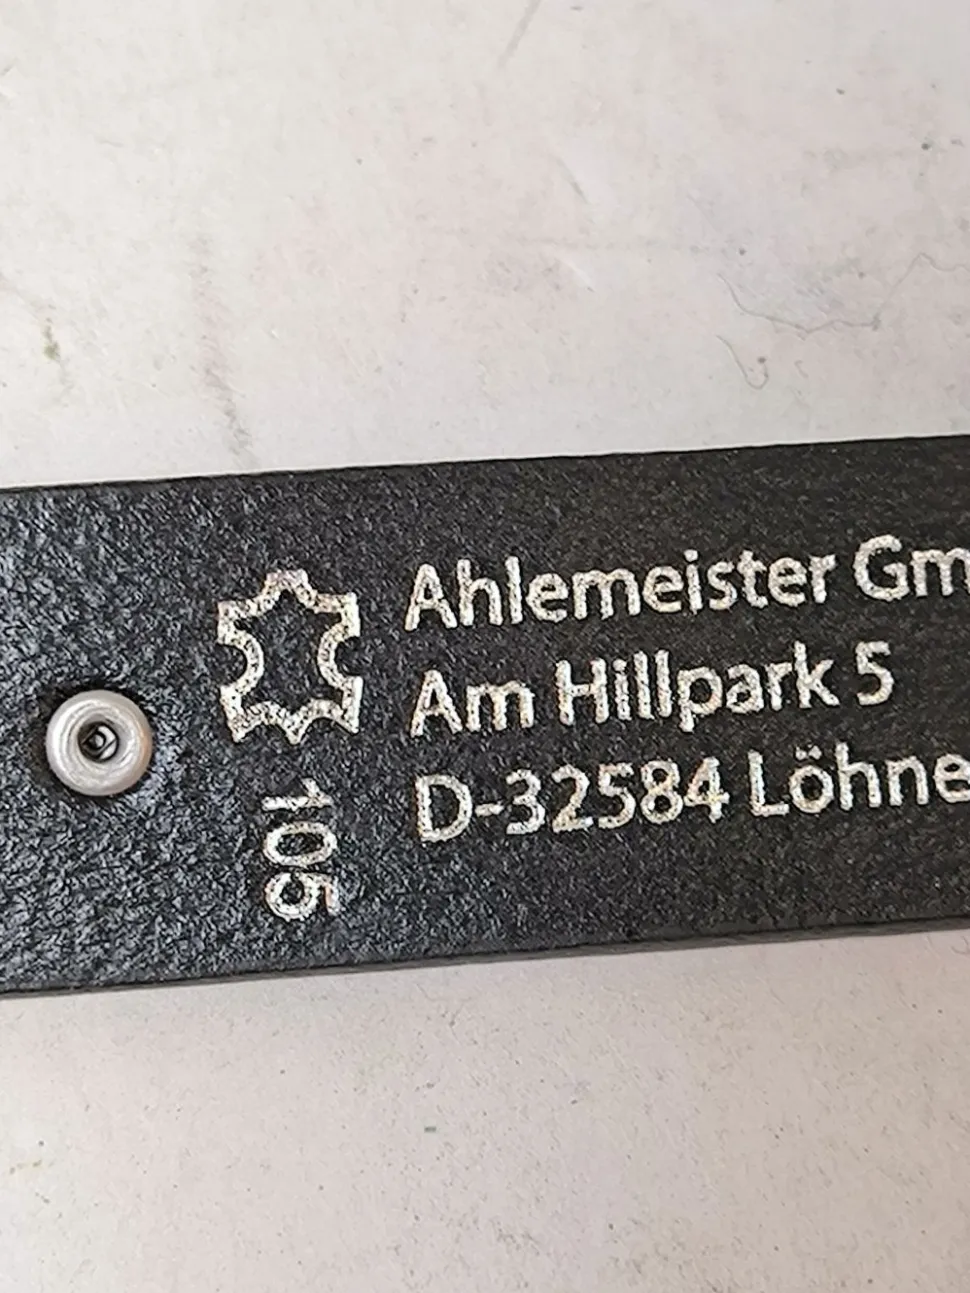 Ahlemeister Gm
Am Hillpark 5
D-32584 Löhne
105